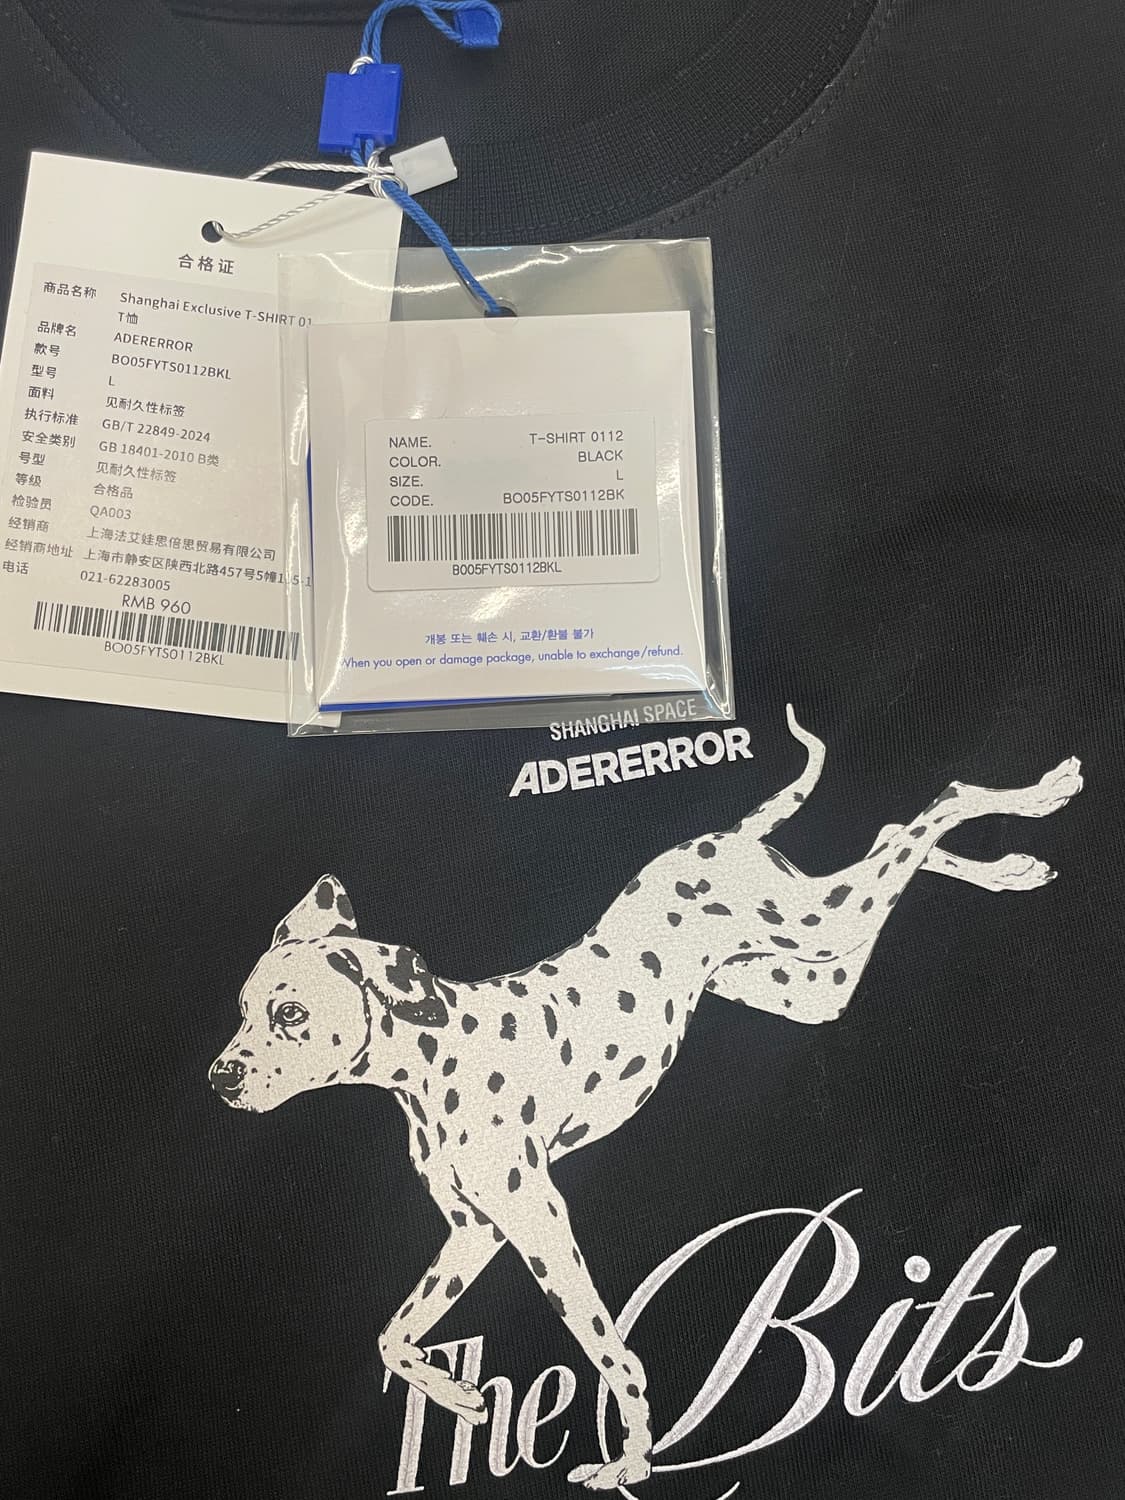 合格证
商品名称 Shanghai Exclusive T-SHIRT 01
T恤
品牌名 ADERERROR
款号 BO05FYTS0112BKL
型号 L
面料 见耐久性标签
执行标准 GB/T 22849-2024
安全类别 GB 18401-2010 B类
号型 见耐久性标签
等级 合格品
检验员 QA003
经销商 上海法艾娃思倍思贸易有限公司
经销商地址 上海市静安区陕西北路457号5幢
电话 021-62283005
RMB 960
BO05FYTS0112BKL
NAME. T-SHIRT 0112
COLOR. BLACK
SIZE. L
CODE. BO05FYTS0112BK
BO05FYTS0112BKL
개봉 또는 훼손 시, 교환/환불 불가
When you open or damage package, unable to exchange/refund.
SHANGHAI SPACE
ADERERROR
The Bits